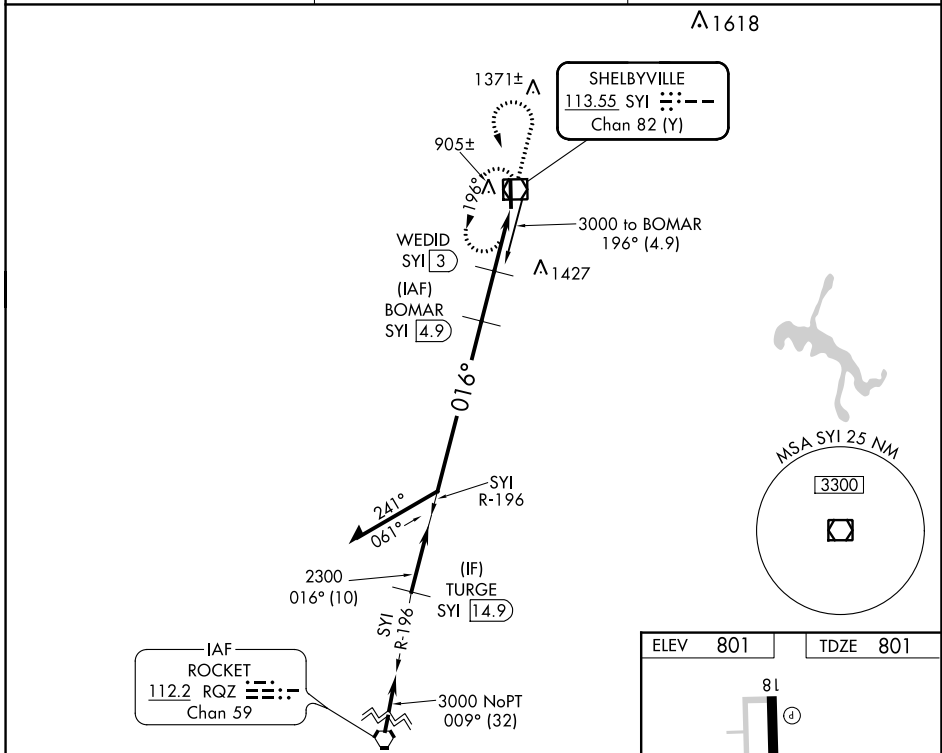 1618
1371±
SHELBYVILLE
113.55 SYI
Chan 82 (Y)
905±
196°
3000 to BOMAR
196° (4.9)
WEDID
SYI 3
1427
(IAF)
BOMAR
SYI 4.9
016°
MSA SYI 25 NM
3300
SYI
R-196
241°
061°
2300
016° (10)
(IF)
TURGE
SYI 14.9
SYI
R-196
IAF
ROCKET
112.2 RQZ
Chan 59
3000 NoPT
009° (32)
ELEV 801
TDZE 801
18
P